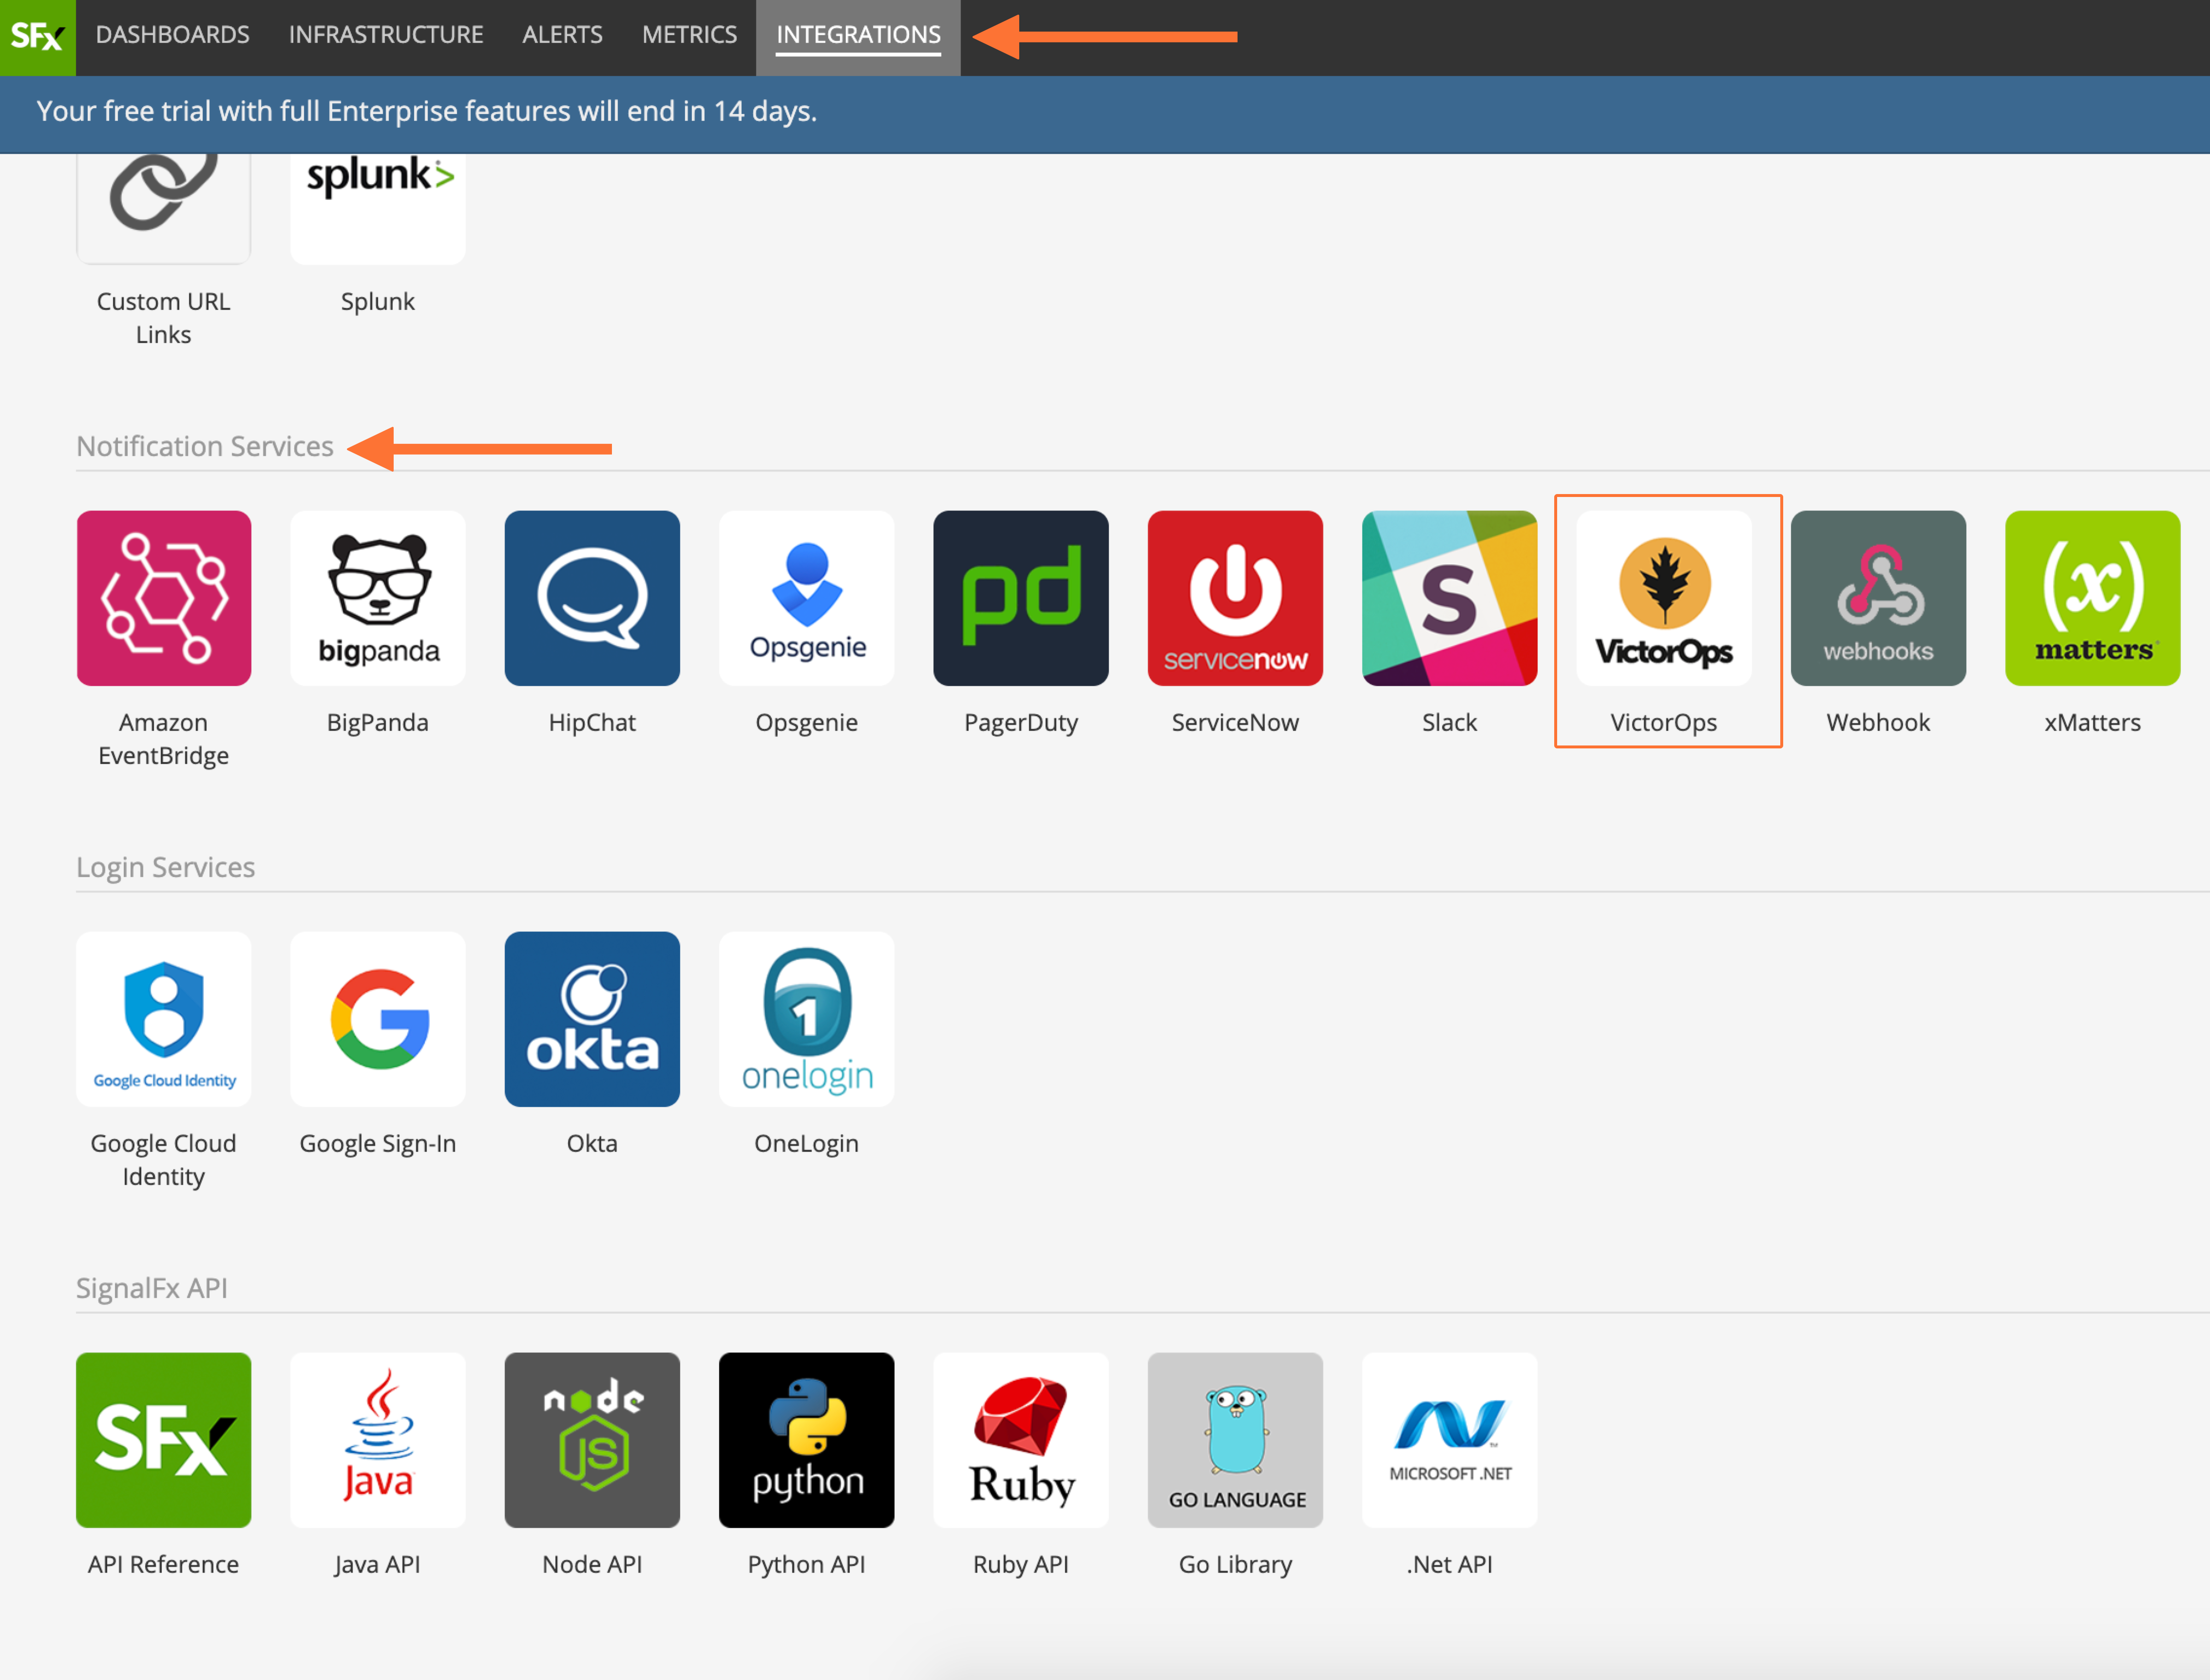 SFx DASHBOARDS INFRASTRUCTURE ALERTS METRICS INTEGRATIONS
Your free trial with full Enterprise features will end in 14 days.
splunk>
Custom URL
Links
Splunk
Notification Services
bigpanda
Opsgenie
pd
servicenow
S
VictorOps
webhooks
(x)
matters
Amazon
EventBridge
BigPanda
HipChat
Opsgenie
PagerDuty
ServiceNow
Slack
VictorOps
Webhook
xMatters
Login Services
Google Cloud Identity
G
okta
1
onelogin
Google Cloud
Identity
Google Sign-In
Okta
OneLogin
SignalFx API
SFx
Java
node
JS
python
Ruby
GO LANGUAGE
MICROSOFT .NET
API Reference
Java API
Node API
Python API
Ruby API
Go Library
.Net API